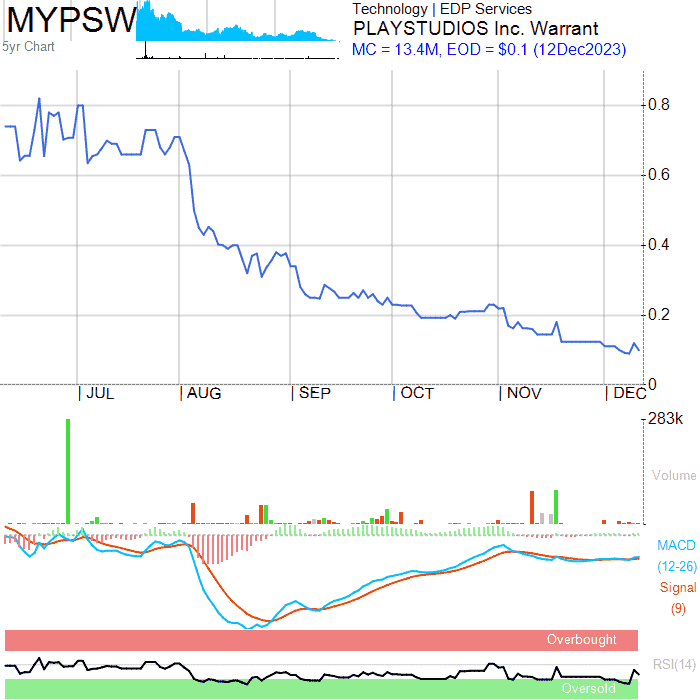 MYPSW
5yr Chart
Technology | EDP Services
PLAYSTUDIOS Inc. Warrant
MC = 13.4M, EOD = $0.1 (12Dec2023)
0.8
0.6
0.4
0.2
0
| JUL | AUG | SEP | OCT | NOV | DEC
283k
Volume
MACD
(12-26)
Signal
(9)
Overbought
RSI(14)
Oversold